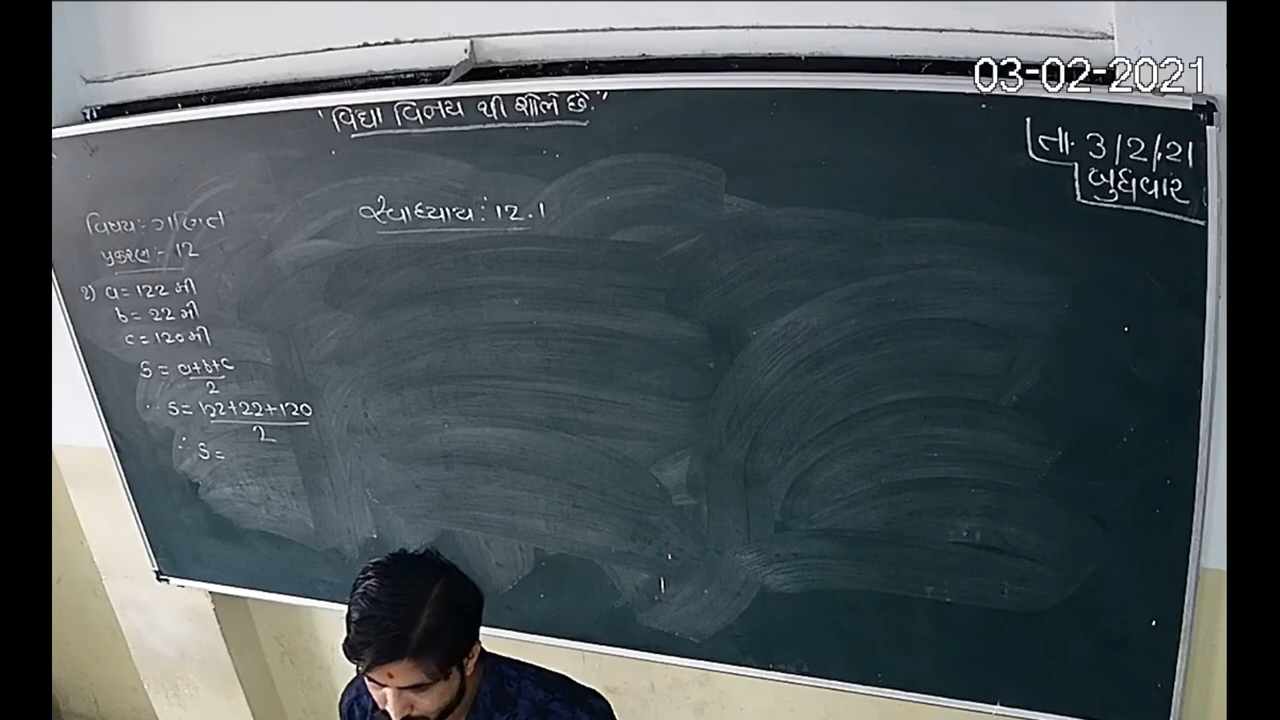 03-02-2021
"વિદ્યા વિનય થી શોભે છે."
તા. 3/2/21
બુધવાર
વિષય: ગણિત
પ્રકરણ :- 12
સ્વાધ્યાય: 12.1
2) a = 122 મી
b = 22 મી
c = 120 મી
S = a+b+c
2
∴ S = 122+22+120
2
∴ S =